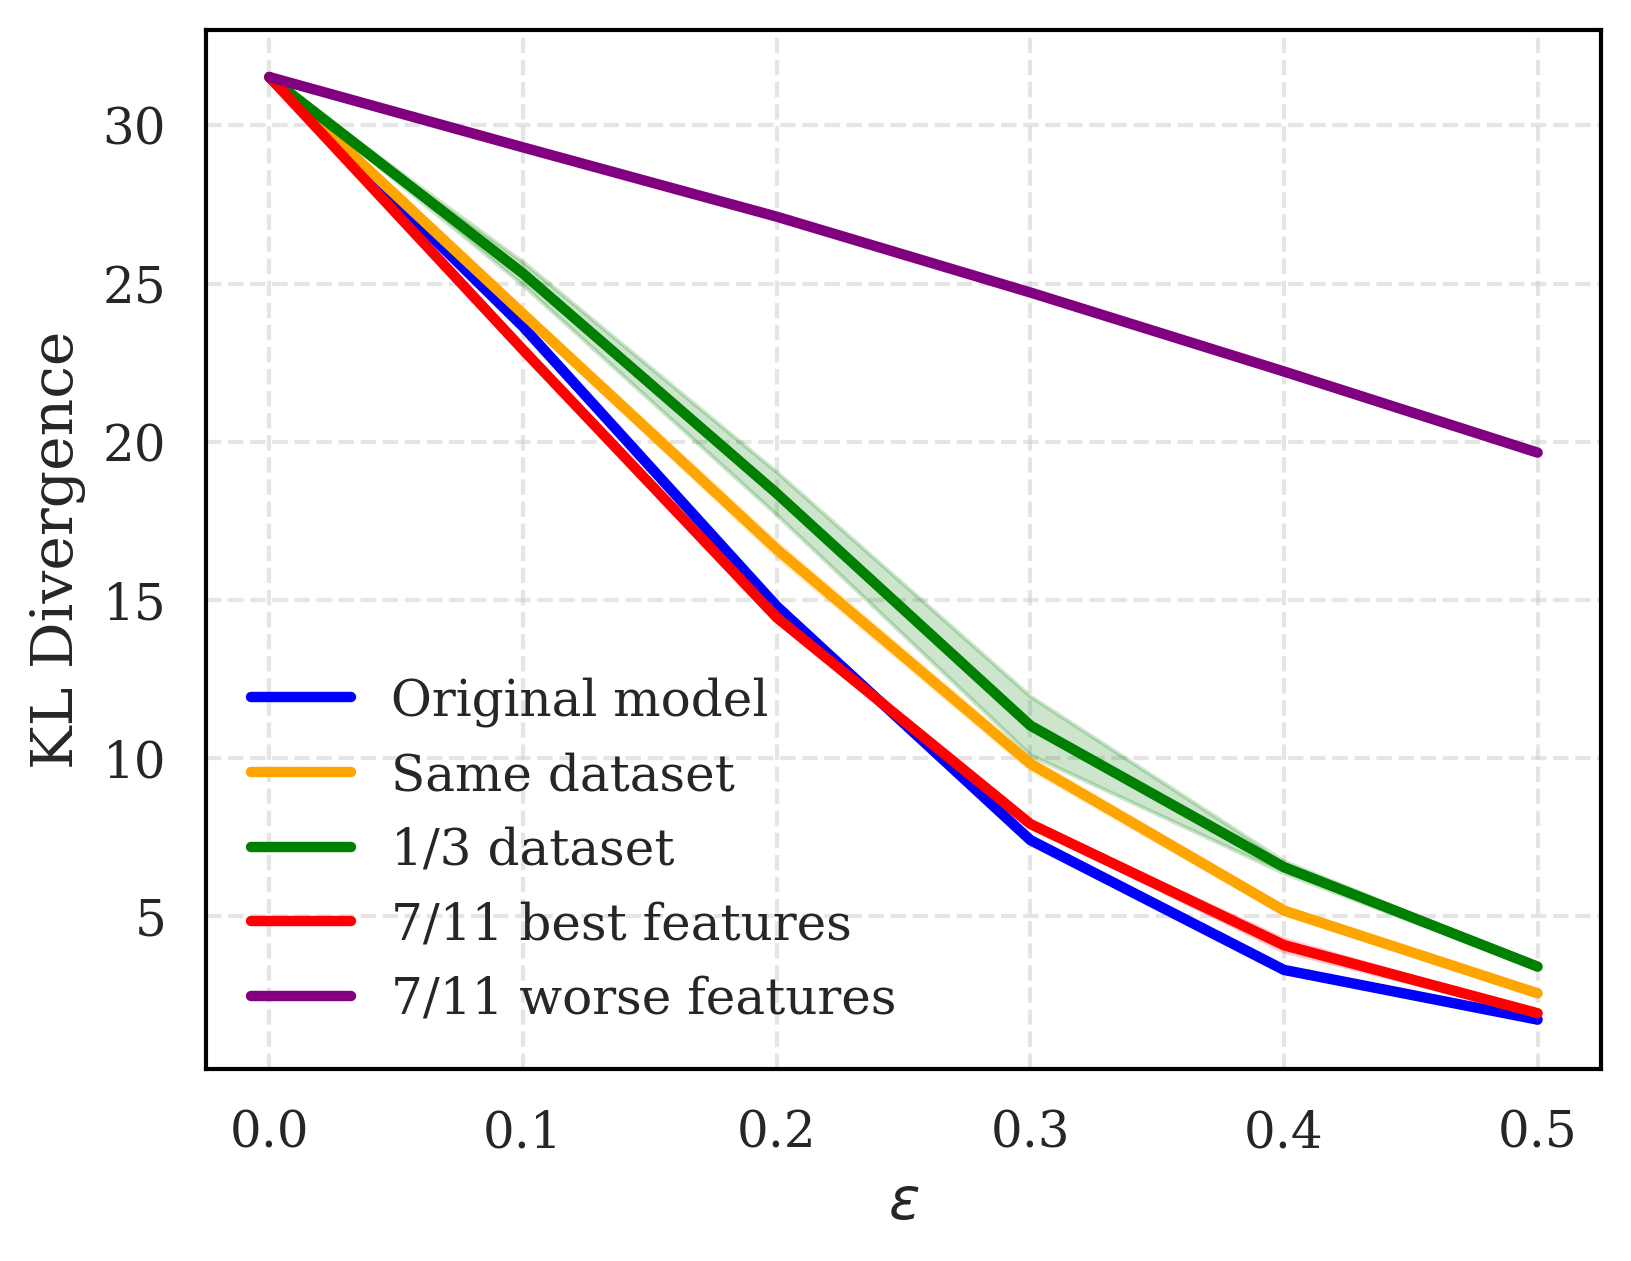 KL Divergence
30
25
20
15
10
5
Original model
Same dataset
1/3 dataset
7/11 best features
7/11 worse features
0.0 0.1 0.2 0.3 0.4 0.5
ε